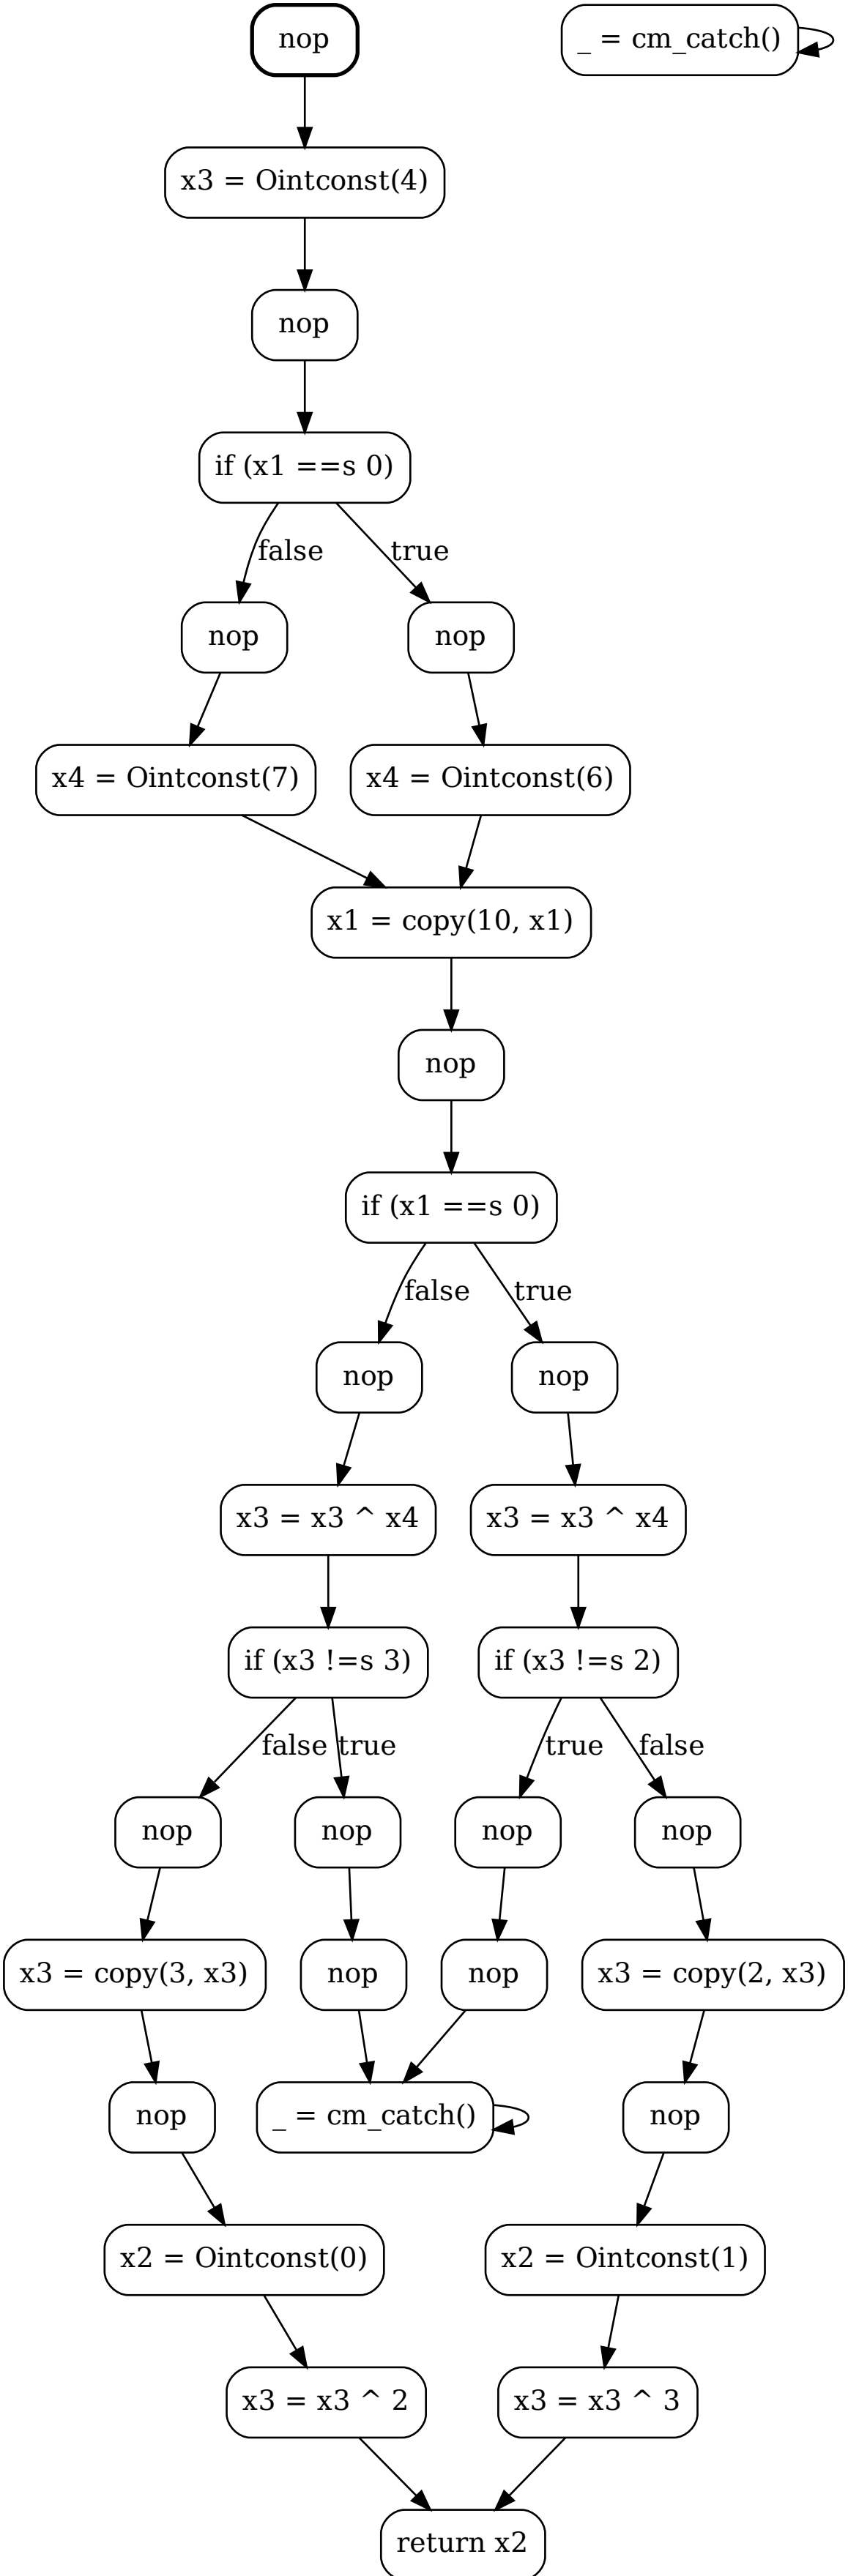 nop
_ = cm_catch()
x3 = Ointconst(4)
nop
if (x1 ==s 0)
false
true
nop
nop
x4 = Ointconst(7)
x4 = Ointconst(6)
x1 = copy(10, x1)
nop
if (x1 ==s 0)
false
true
nop
nop
x3 = x3 ^ x4
x3 = x3 ^ x4
if (x3 !=s 3)
if (x3 !=s 2)
false
true
true
false
nop
nop
nop
nop
x3 = copy(3, x3)
nop
nop
x3 = copy(2, x3)
nop
_ = cm_catch()
nop
x2 = Ointconst(0)
x2 = Ointconst(1)
x3 = x3 ^ 2
x3 = x3 ^ 3
return x2